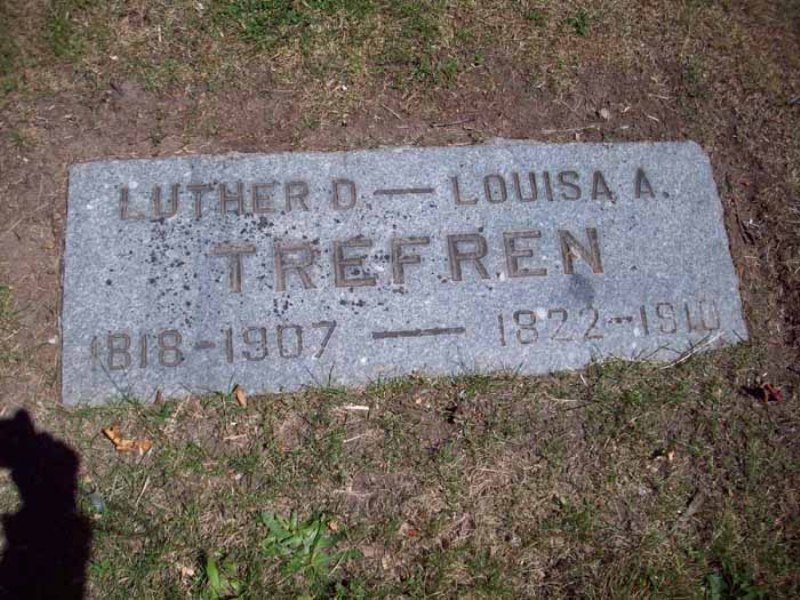 LUTHER D. — LOUISA A.
TREFREN
1818-1907 — 1822-1910